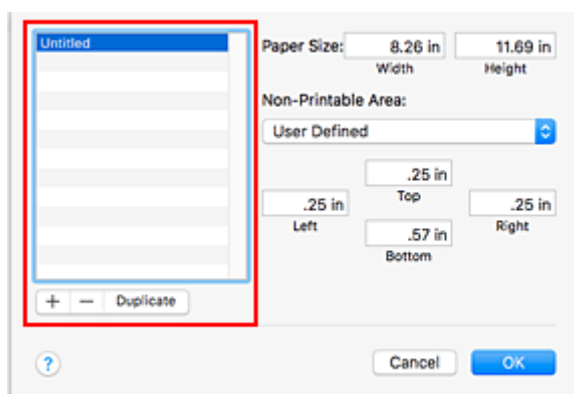 Untitled
Paper Size: 8.26 in 11.69 in
Width Height
Non-Printable Area:
User Defined
.25 in
Top
.25 in .25 in
Left Right
.57 in
Bottom
+ − Duplicate
? Cancel OK